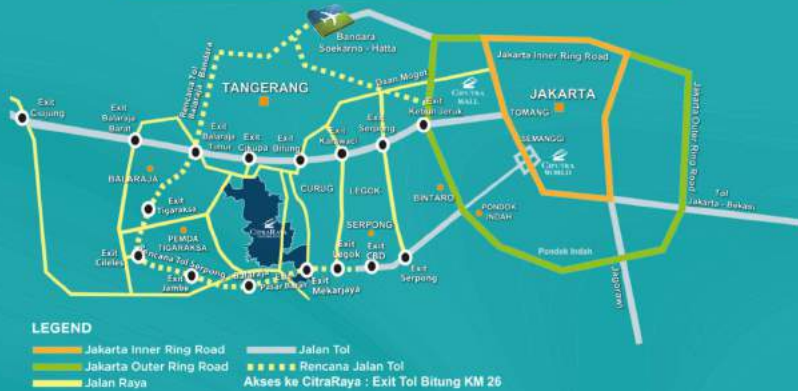 Bandara
Soekarno - Hatta
Jakarta Inner Ring Road
Rencana Tol
Balaraja - Bandara
TANGERANG
Daan Mogot
CIPUTRA
MALL
JAKARTA
Jakarta Outer Ring Road
Exit
Ciujung
Exit
Balaraja
Barat
Exit
Balaraja
Timur
Exit
Cikupa
Exit
Bitung
Exit
Karawaci
Exit
Serpong
Exit
Kebun Jeruk
TOMANG
SEMANGGI
CIPUTRA
WORLD
BALARAJA
CURUG
LEGOK
BINTARO
PONDOK
INDAH
Tol
Jakarta - Bekasi
Exit
Tigaraksa
PEMDA
TIGARAKSA
CITRARAYA
SERPONG
Exit
Cileles
Rencana Tol Serpong
Balaraja
Exit
Jambe
Pasar Barat
Exit
Mekarjaya
Exit
Legok
Exit
CBD
Exit
Serpong
Pondok Indah
Jagorawi
LEGEND
Jakarta Inner Ring Road
Jalan Tol
Jakarta Outer Ring Road
Rencana Jalan Tol
Jalan Raya
Akses ke CitraRaya : Exit Tol Bitung KM 26